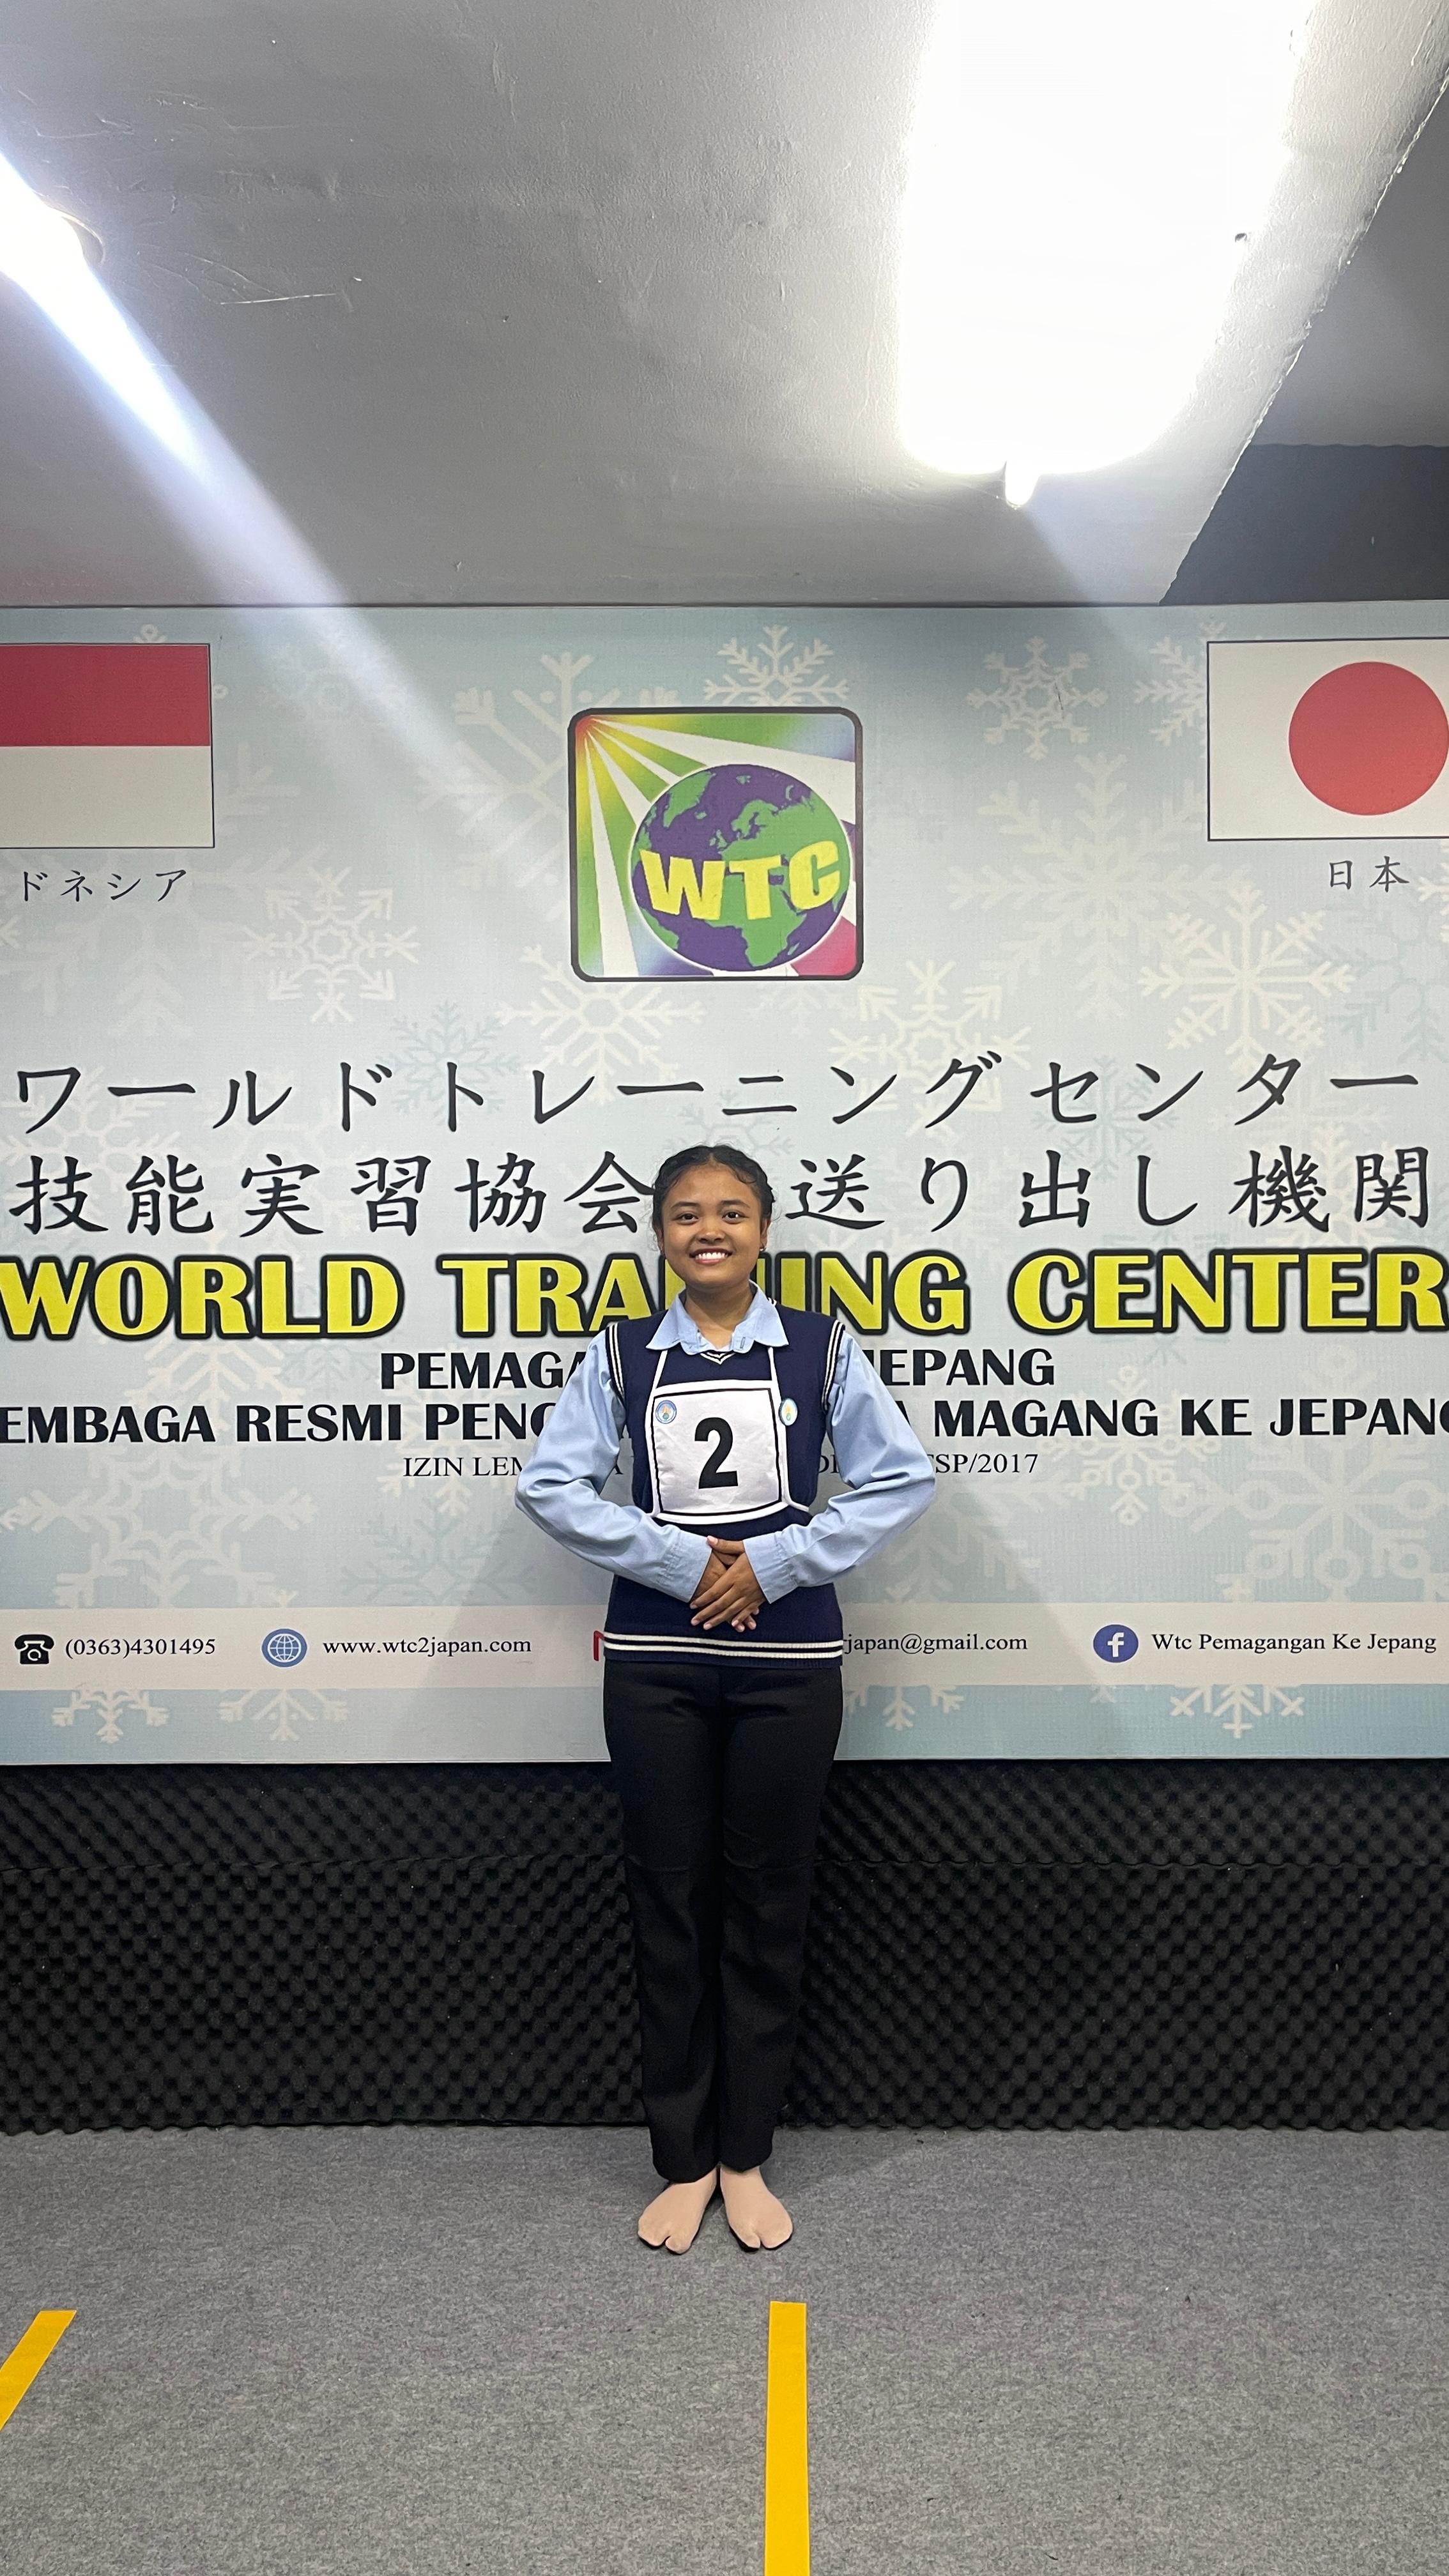 ドネシア
日本
WTC
ワールドトレーニングセンター
技能実習協会 送り出し機関
WORLD TRA NING CENTER
PEMAGA JEPANG
EMBAGA RESMI PENG A MAGANG KE JEPANG
IZIN LEM TSP/2017
2
(0363)4301495 www.wtc2japan.com japan@gmail.com Wtc Pemagangan Ke Jepang